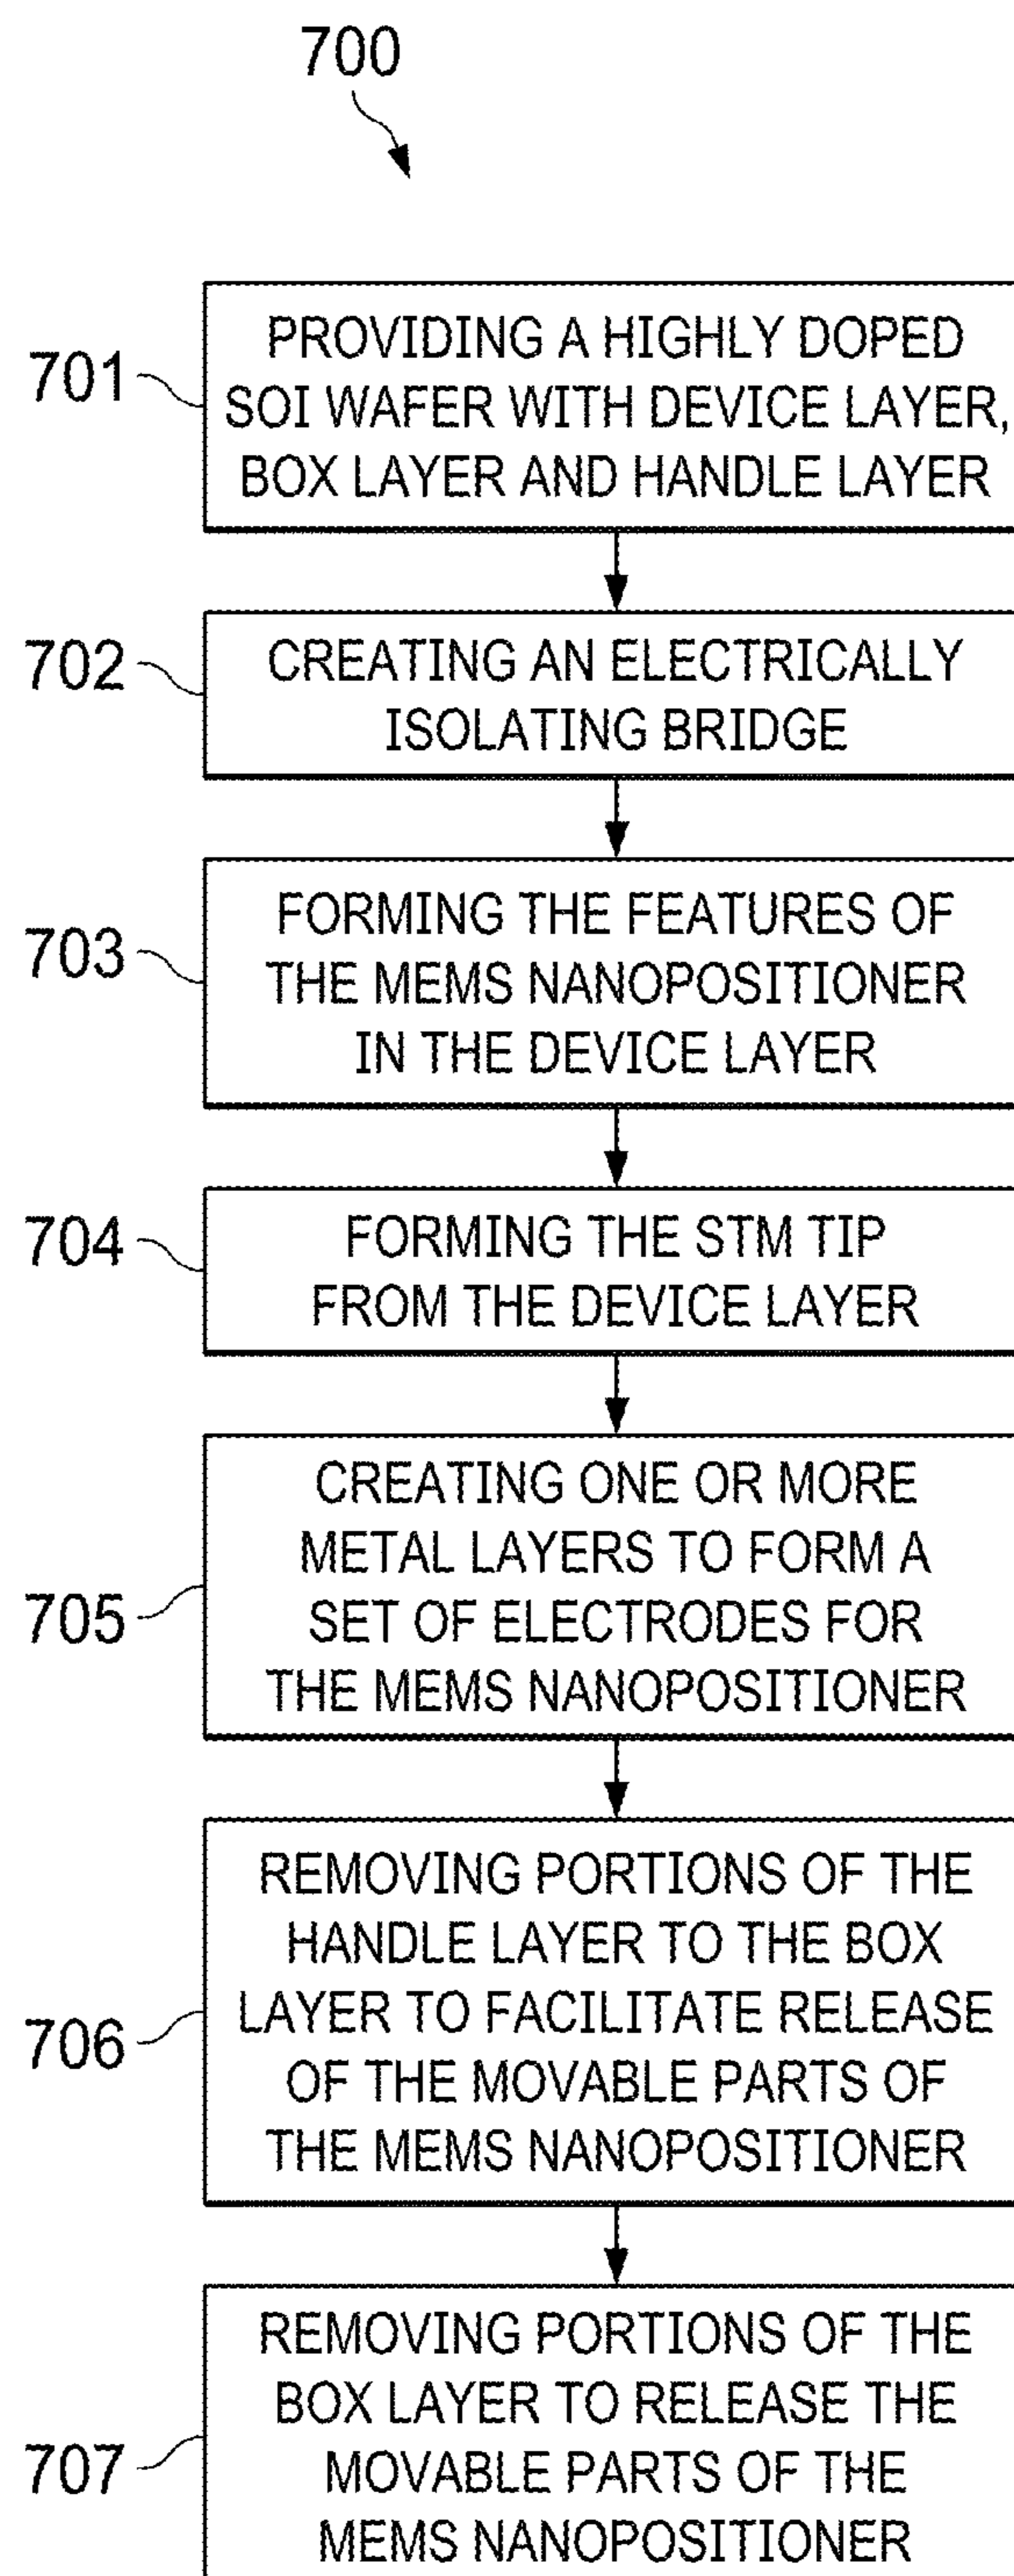 700
701
PROVIDING A HIGHLY DOPED
SOI WAFER WITH DEVICE LAYER,
BOX LAYER AND HANDLE LAYER
702
CREATING AN ELECTRICALLY
ISOLATING BRIDGE
703
FORMING THE FEATURES OF
THE MEMS NANOPOSITIONER
IN THE DEVICE LAYER
704
FORMING THE STM TIP
FROM THE DEVICE LAYER
705
CREATING ONE OR MORE
METAL LAYERS TO FORM A
SET OF ELECTRODES FOR
THE MEMS NANOPOSITIONER
706
REMOVING PORTIONS OF THE
HANDLE LAYER TO THE BOX
LAYER TO FACILITATE RELEASE
OF THE MOVABLE PARTS OF
THE MEMS NANOPOSITIONER
707
REMOVING PORTIONS OF THE
BOX LAYER TO RELEASE THE
MOVABLE PARTS OF THE
MEMS NANOPOSITIONER